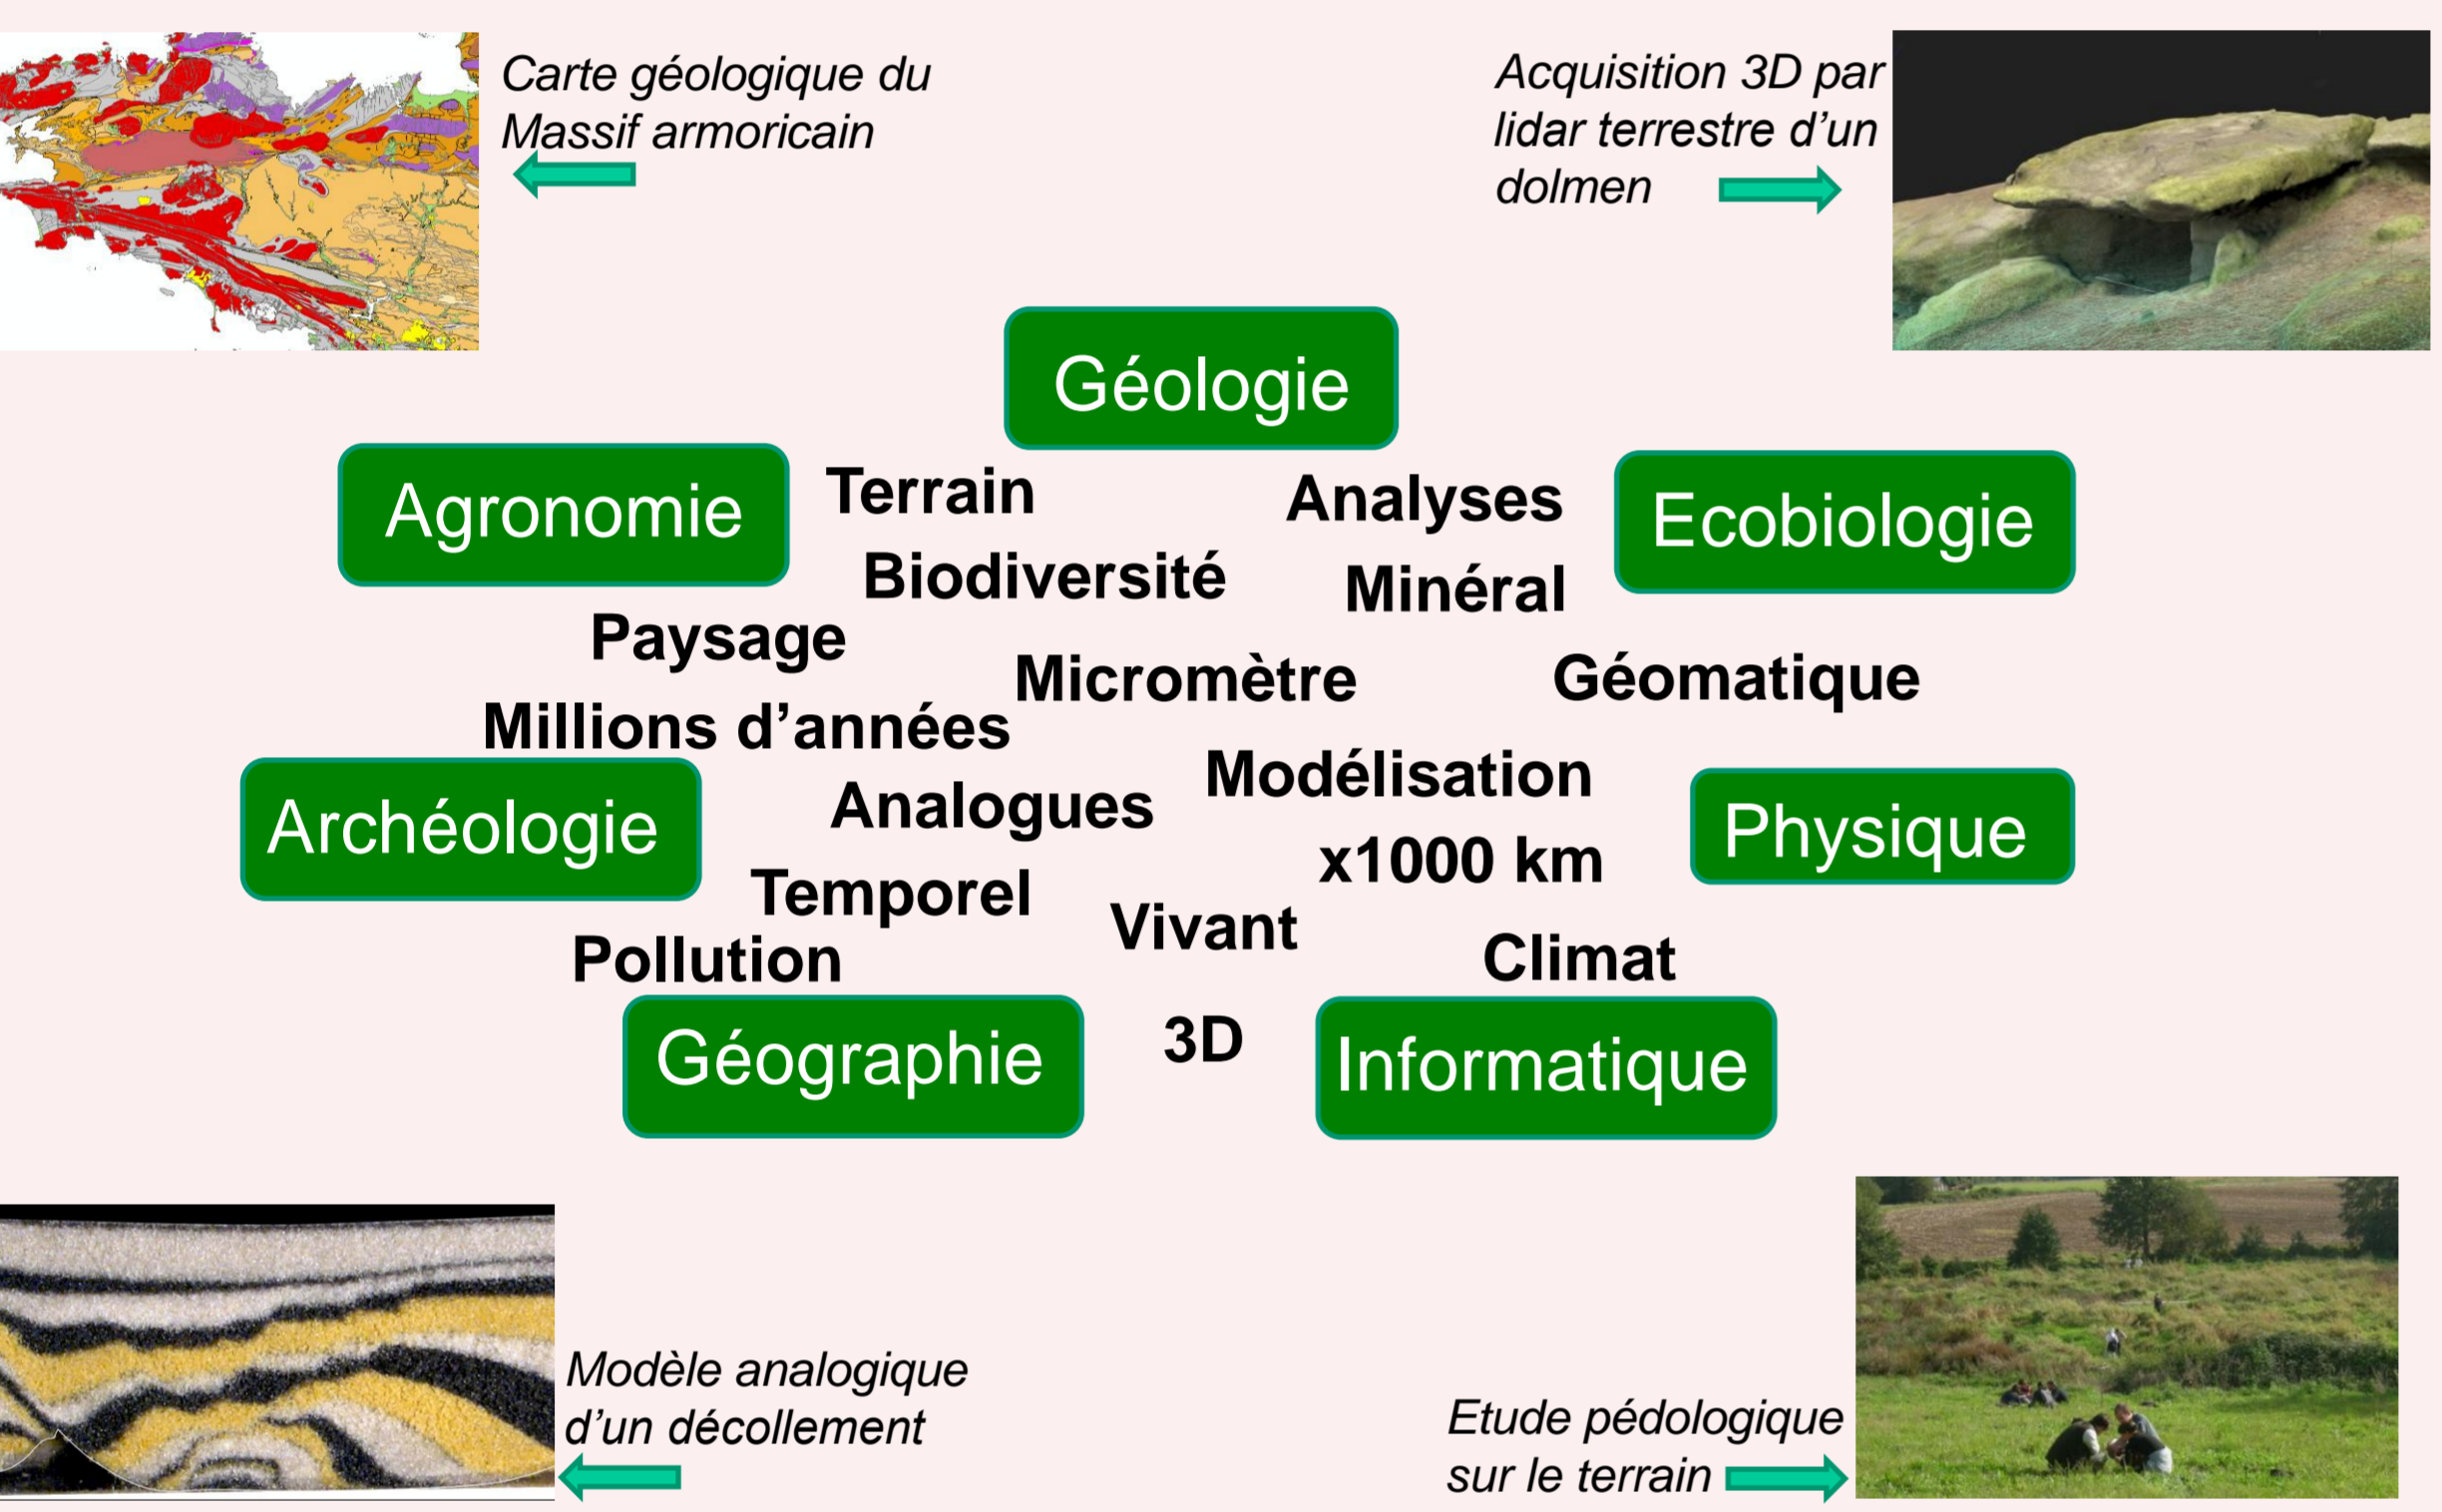 Carte géologique du
Massif armoricain
Acquisition 3D par
lidar terrestre d’un
dolmen
Géologie
Agronomie
Terrain
Analyses
Ecobiologie
Biodiversité
Minéral
Paysage
Micromètre
Géomatique
Millions d’années
Modélisation
Archéologie
Analogues
Physique
x1000 km
Temporel
Vivant
Pollution
Climat
Géographie
3D
Informatique
Modèle analogique
d’un décollement
Etude pédologique
sur le terrain